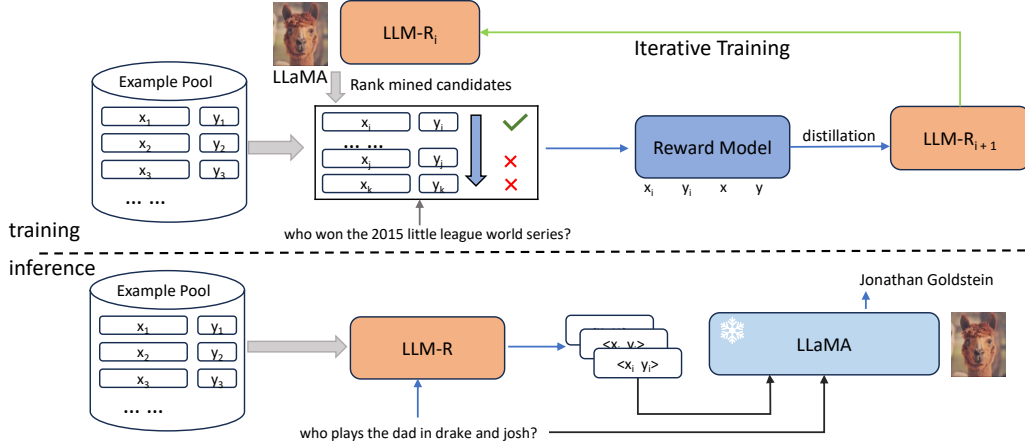 LLM-Rᵢ
Iterative Training
LLaMA
Example Pool
Rank mined candidates
x₁ y₁
x₂ y₂
x₃ y₃
... ...
xᵢ yᵢ
... ...
xⱼ yⱼ
xₖ yₖ
Reward Model
distillation
LLM-Rᵢ ₊ ₁
xᵢ yᵢ x y
who won the 2015 little league world series?
training
inference
Example Pool
x₁ y₁
x₂ y₂
x₃ y₃
... ...
LLM-R
<xᵢ yᵢ>
<xᵢ yᵢ>
Jonathan Goldstein
LLaMA
who plays the dad in drake and josh?